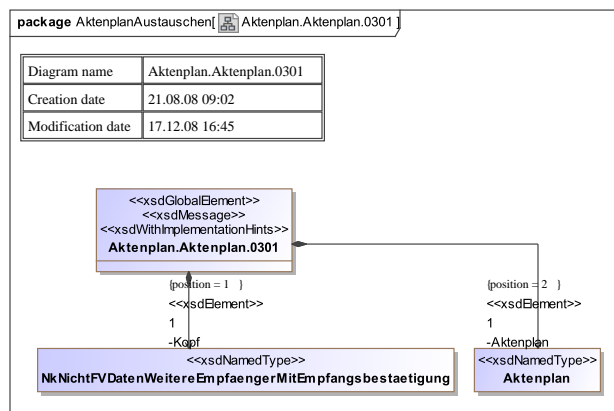 package AktenplanAustauschen[ Aktenplan.Aktenplan.0301 ]
Diagram name Aktenplan.Aktenplan.0301
Creation date 21.08.08 09:02
Modification date 17.12.08 16:45
<<xsdGlobalElement>>
<<xsdMessage>>
<<xsdWithImplementationHints>>
Aktenplan.Aktenplan.0301
{position = 1 }
<<xsdElement>>
1
-Kopf
{position = 2 }
<<xsdElement>>
1
-Aktenplan
<<xsdNamedType>>
NkNichtFVDatenWeitereEmpfaengerMitEmpfangsbestaetigung
<<xsdNamedType>>
Aktenplan